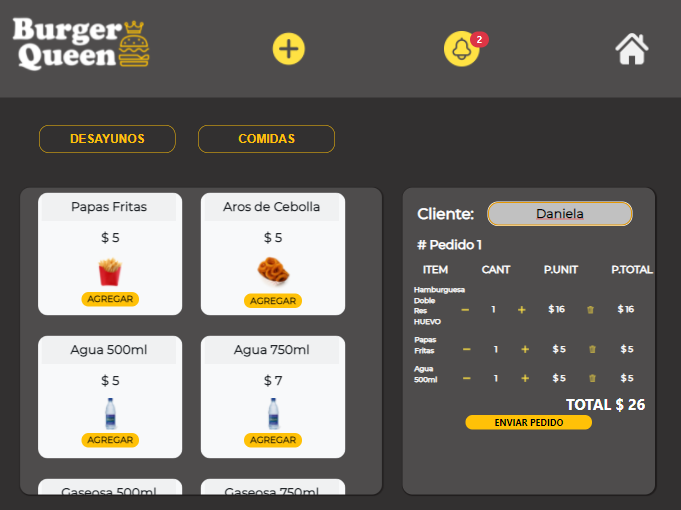 Burger
Queen
2
DESAYUNOS
COMIDAS
Papas Fritas
$ 5
AGREGAR
Aros de Cebolla
$ 5
AGREGAR
Agua 500ml
$ 5
AGREGAR
Agua 750ml
$ 7
AGREGAR
Gaseosa 500ml
Gaseosa 750ml
Cliente: Daniela
# Pedido 1
ITEM CANT P.UNIT P.TOTAL
Hamburguesa
Doble
Res
HUEVO
− 1 + $ 16 $ 16
Papas
Fritas
− 1 + $ 5 $ 5
Agua
500ml
− 1 + $ 5 $ 5
TOTAL $ 26
ENVIAR PEDIDO